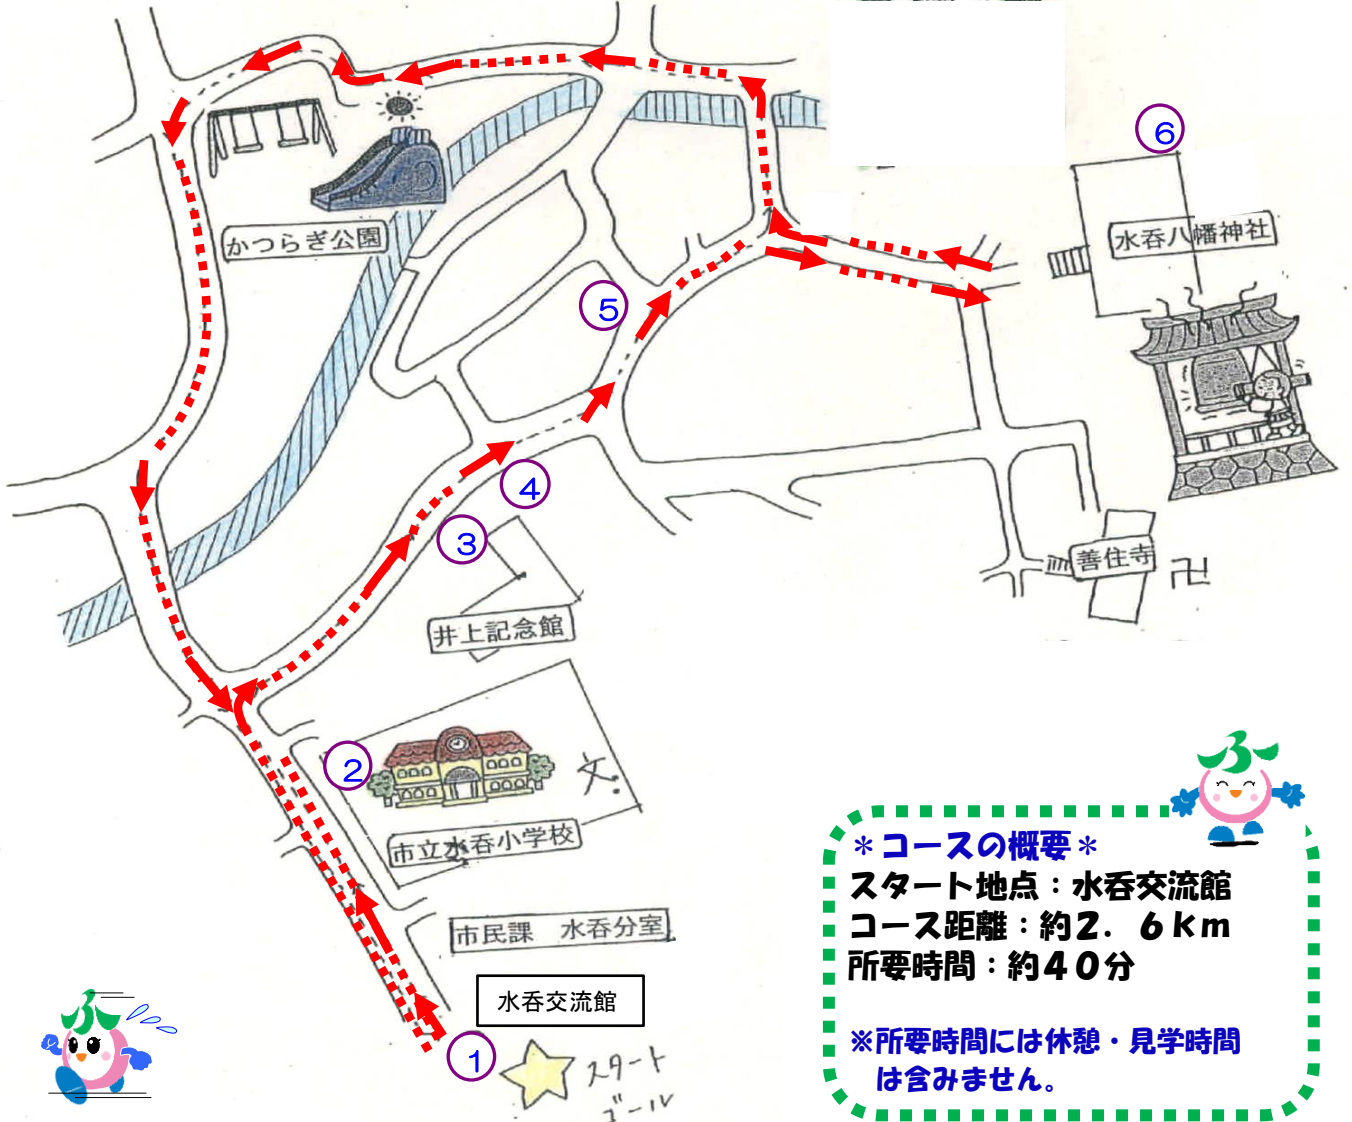 ⑥
水呑八幡神社
かつらぎ公園
⑤
④
③
善住寺
卍
井上記念館
②
文
市立水呑小学校
市民課　水呑分室
水呑交流館
①
スタート
ゴール
ふ
ふ
＊コースの概要＊
スタート地点：水呑交流館
コース距離：約２．６ｋｍ
所要時間：約４０分
※所要時間には休憩・見学時間
は含みません。